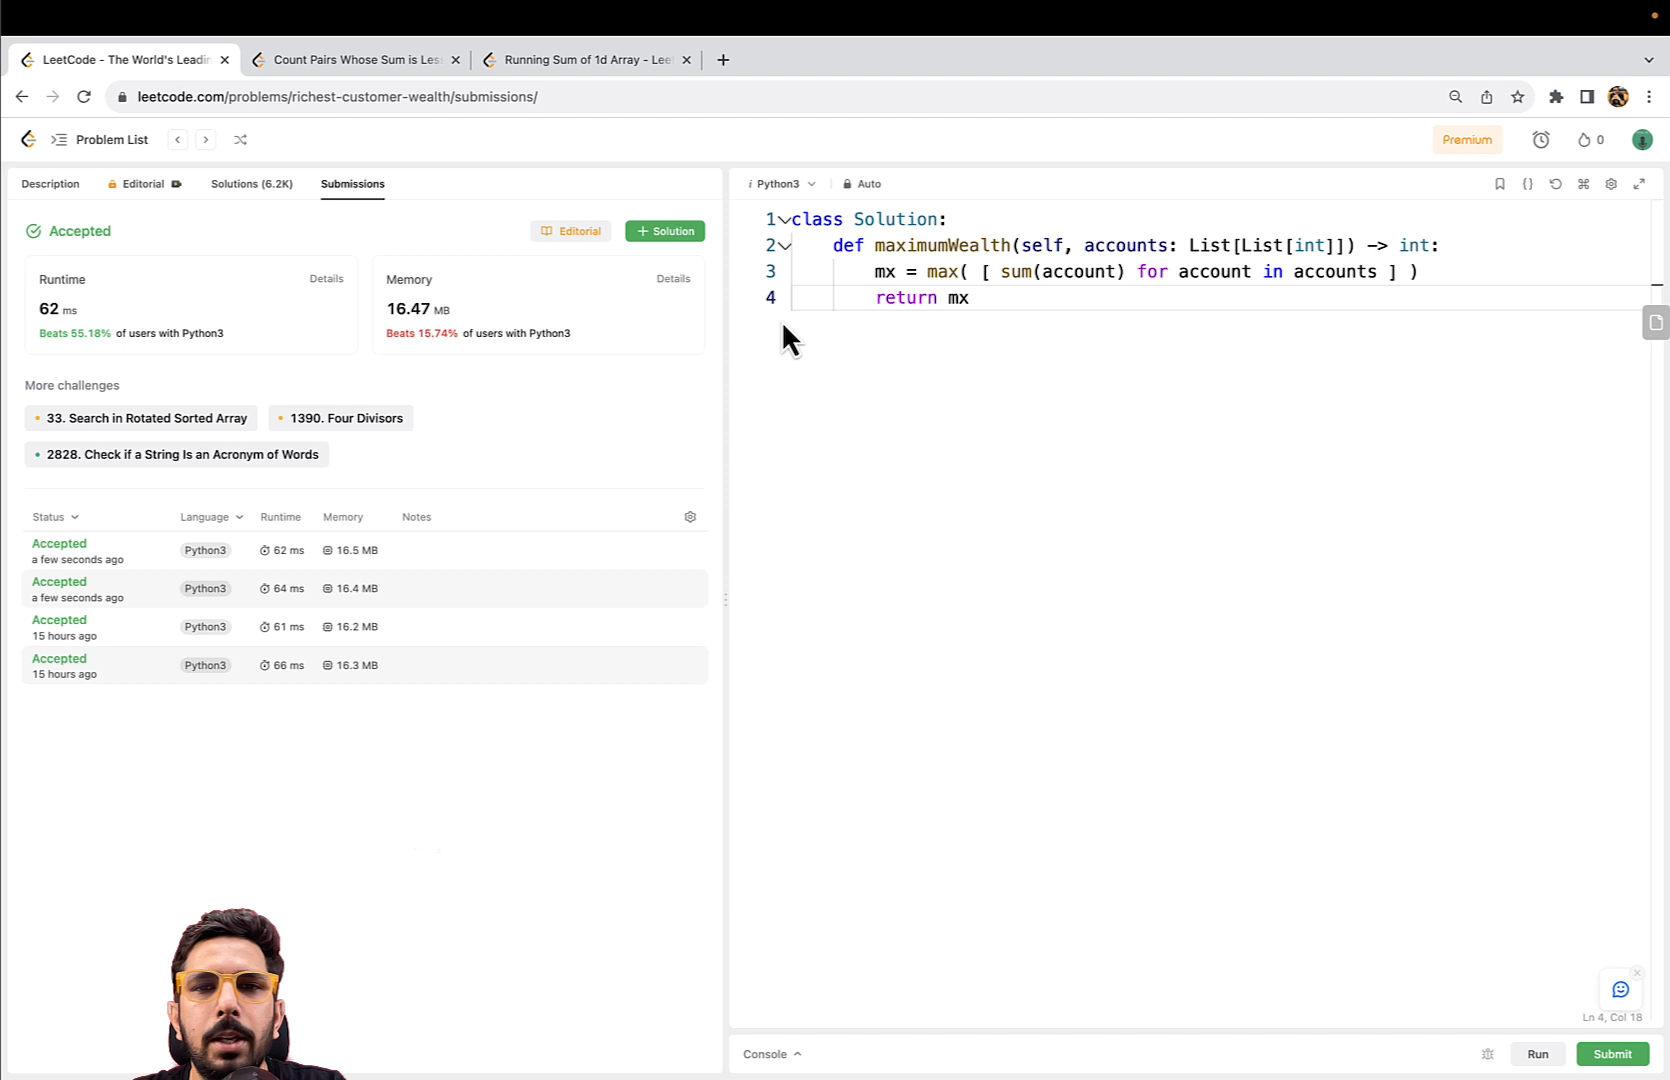 LeetCode - The World's Leadin
Count Pairs Whose Sum is Les
Running Sum of 1d Array - Lee
leetcode.com/problems/richest-customer-wealth/submissions/
Problem List
Premium
0
Description
Editorial
Solutions (6.2K)
Submissions
i Python3
Auto
Accepted
Editorial
+ Solution
Runtime
Details
62 ms
Beats 55.18% of users with Python3
Memory
Details
16.47 MB
Beats 15.74% of users with Python3
More challenges
33. Search in Rotated Sorted Array
1390. Four Divisors
2828. Check if a String Is an Acronym of Words
Status Language Runtime Memory Notes
Accepted
a few seconds ago
Python3 62 ms 16.5 MB
Accepted
a few seconds ago
Python3 64 ms 16.4 MB
Accepted
15 hours ago
Python3 61 ms 16.2 MB
Accepted
15 hours ago
Python3 66 ms 16.3 MB
1 class Solution:
2 def maximumWealth(self, accounts: List[List[int]]) -> int:
3 mx = max( [ sum(account) for account in accounts ] )
4 return mx
Ln 4, Col 18
Console
Run
Submit